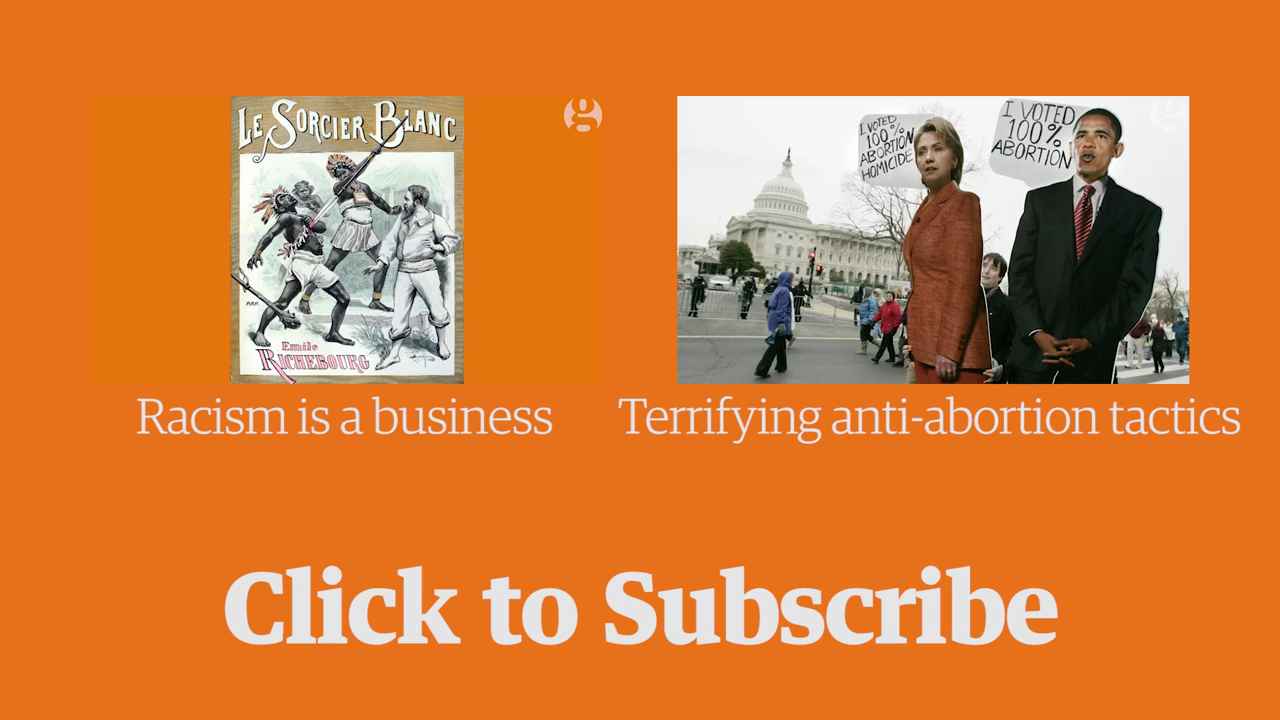 LE SORCIER BLANC
PAF
Emile
RICHEBOURG
g
I VOTED
100%
ABORTION
HOMICIDE
I VOTED
100%
ABORTION
g
Racism is a business
Terrifying anti-abortion tactics
Click to Subscribe